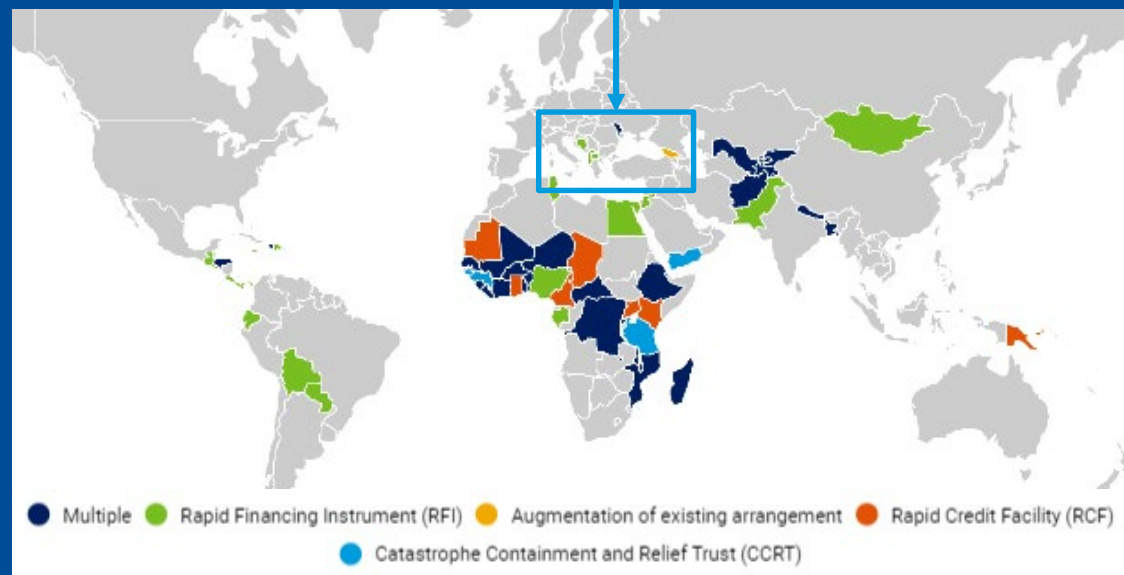 Multiple Rapid Financing Instrument (RFI) Augmentation of existing arrangement Rapid Credit Facility (RCF)
Catastrophe Containment and Relief Trust (CCRT)